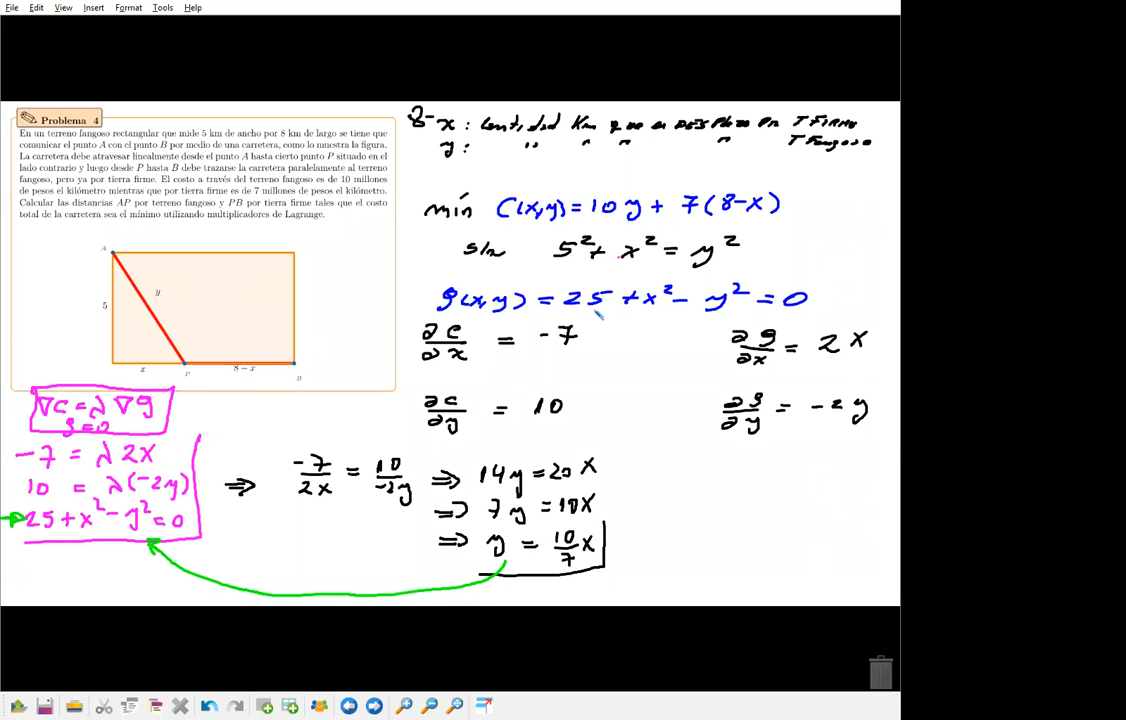 File Edit View Insert Format Tools Help
Problema 4
En un terreno fangoso rectangular que mide 5 km de ancho por 8 km de largo se tiene que
comunicar el punto A con el punto B por medio de una carretera, como lo muestra la figura.
La carretera debe atravesar linealmente desde el punto A hasta cierto punto P situado en el
lado contrario y luego desde P hasta B debe trazarse la carretera paralelamente al terreno
fangoso, pero ya por tierra firme. El costo a través del terreno fangoso es de 10 millones
de pesos el kilómetro mientras que por tierra firme es de 7 millones de pesos el kilómetro.
Calcular las distancias AP por terreno fangoso y PB por tierra firme tales que el costo
total de la carretera sea el mínimo utilizando multiplicadores de Lagrange.
A
y
5
x
P
8 − x
B
8-x : Cantidad Km que se desplaza en T FIRME
y : " " " " T Fangoso
mín C(x,y) = 10y + 7(8-x)
s/a 5² + x² = y²
g(x,y) = 25 + x² - y² = 0
∂C/∂x = -7
∂g/∂x = 2x
∂C/∂y = 10
∂g/∂y = -2y
∇C = λ∇g
g=0
-7 = λ2x
10 = λ(-2y)
25 + x² - y² = 0
⇒ -7/2x = 10/-2y ⇒ 14y = 20x
⇒ 7y = 10x
⇒ y = 10/7 x